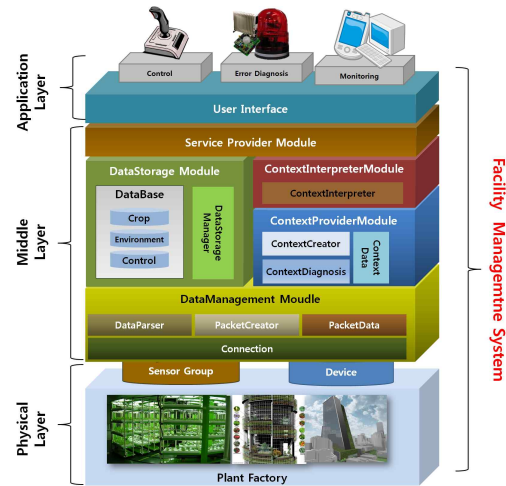 Control
Error Diagnosis
Monitoring
User Interface
Application
Layer
Service Provider Module
DataStorage Module
DataBase
Crop
Environment
Control
DataStorage
Manager
ContextInterpreterModule
ContextInterpreter
ContextProviderModule
ContextCreator
ContextDiagnosis
Context
Data
Middle
Layer
DataManagement Moudle
DataParser
PacketCreator
PacketData
Connection
Sensor Group
Device
Physical
Layer
Plant Factory
Facility Managemtne System